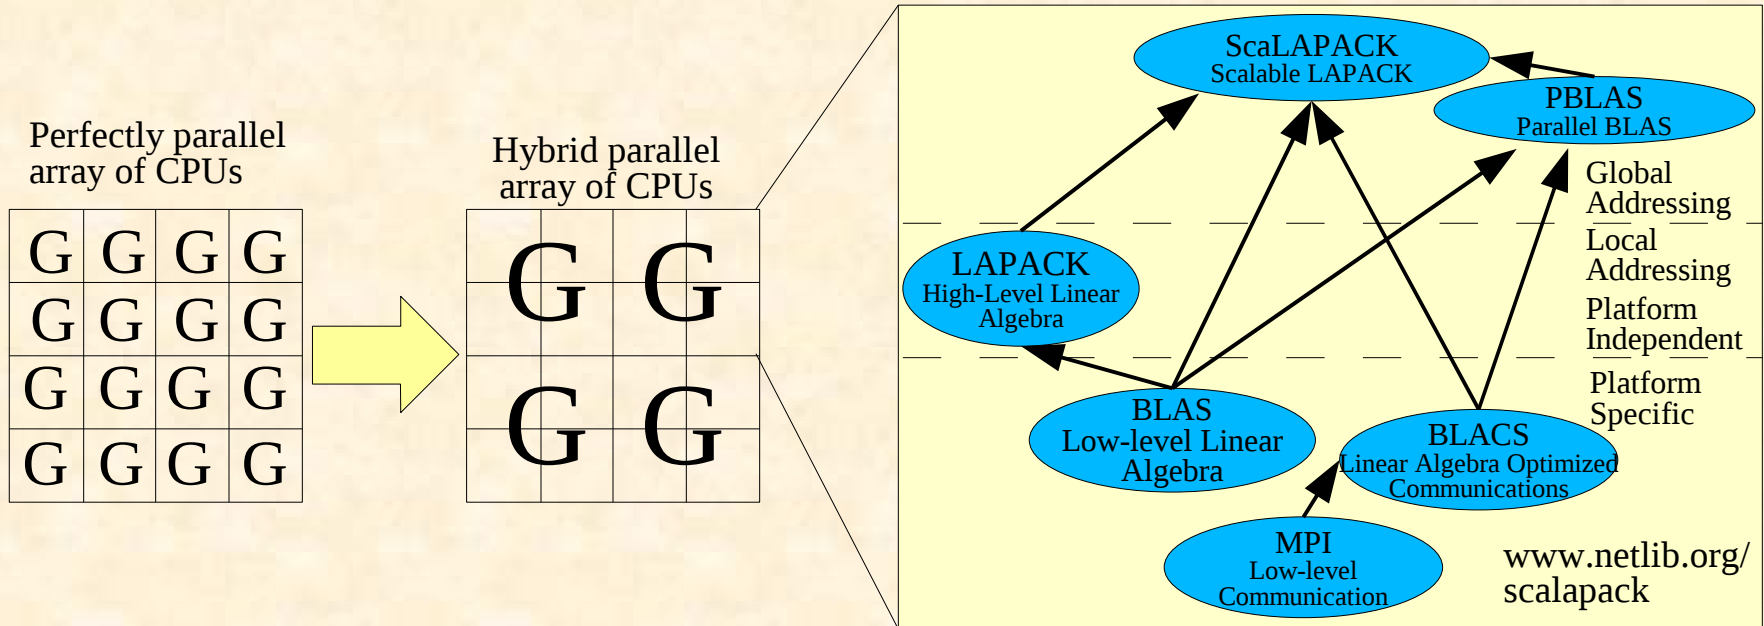 Perfectly parallel
array of CPUs
G G G G
G G G G
G G G G
G G G G
Hybrid parallel
array of CPUs
G G
G G
ScaLAPACK
Scalable LAPACK
PBLAS
Parallel BLAS
Global
Addressing
Local
Addressing
LAPACK
High-Level Linear
Algebra
Platform
Independent
Platform
Specific
BLAS
Low-level Linear
Algebra
BLACS
Linear Algebra Optimized
Communications
MPI
Low-level
Communication
www.netlib.org/
scalapack